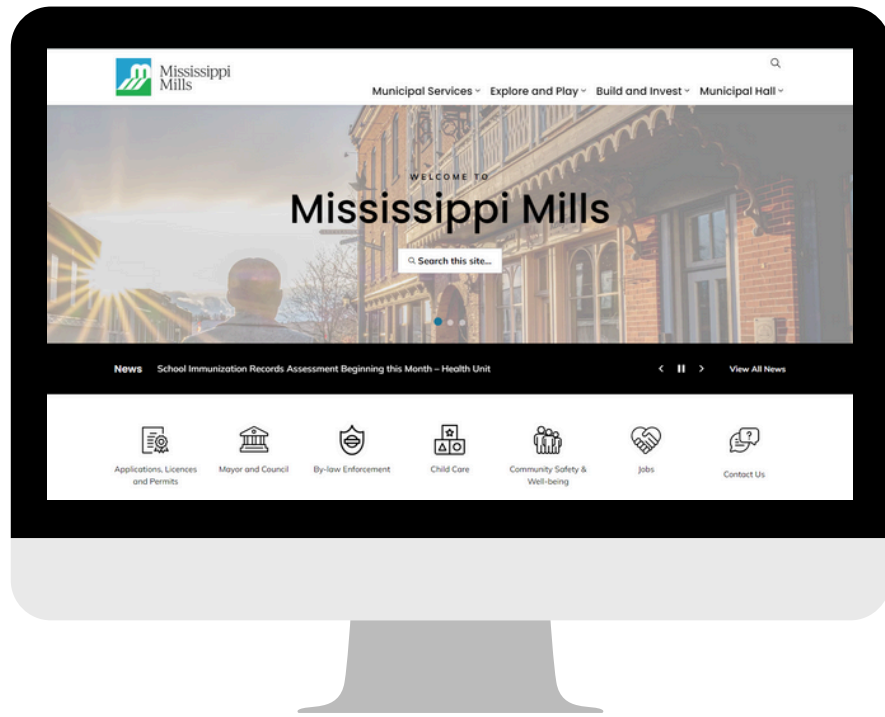 Mississippi
Mills
Municipal Services Explore and Play Build and Invest Municipal Hall
WELCOME TO
Mississippi Mills
Search this site...
News School Immunization Records Assessment Beginning this Month – Health Unit View All News
Applications, Licences
and Permits
Mayor and Council
By-law Enforcement
Child Care
Community Safety &
Well-being
Jobs
Contact Us